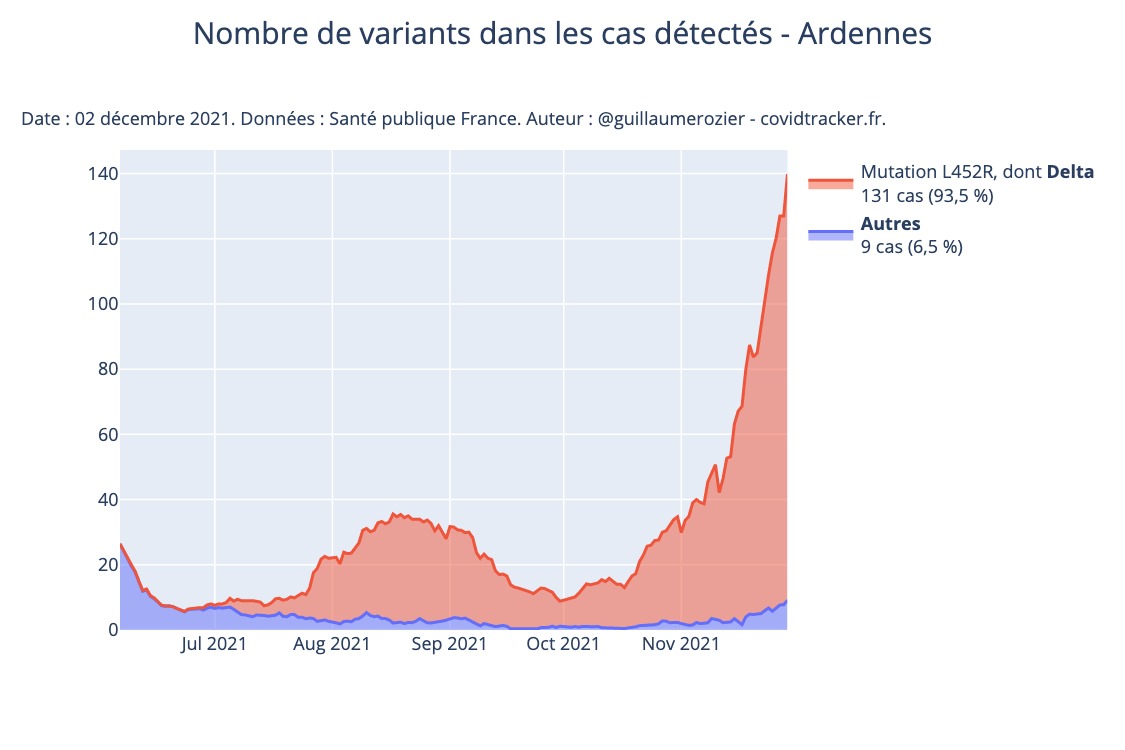 Nombre de variants dans les cas détectés - Ardennes
Date : 02 décembre 2021. Données : Santé publique France. Auteur : @guillaumerozier - covidtracker.fr.
Mutation L452R, dont Delta
131 cas (93,5 %)
Autres
9 cas (6,5 %)
140
120
100
80
60
40
20
0
Jul 2021 Aug 2021 Sep 2021 Oct 2021 Nov 2021